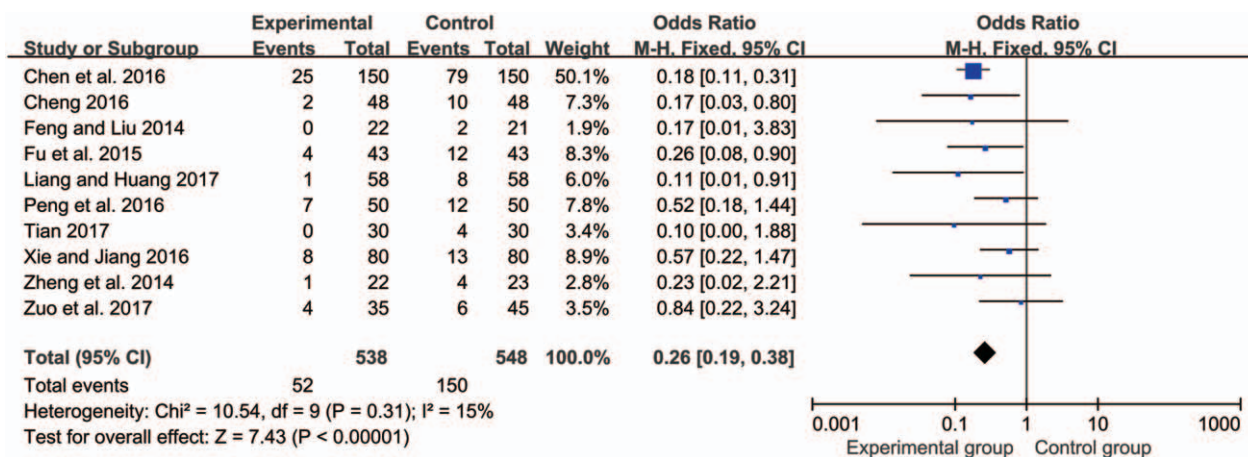 Experimental Control Odds Ratio Odds Ratio
Study or Subgroup Events Total Events Total Weight M-H. Fixed. 95% CI M-H. Fixed. 95% CI
Chen et al. 2016 25 150 79 150 50.1% 0.18 [0.11, 0.31]
Cheng 2016 2 48 10 48 7.3% 0.17 [0.03, 0.80]
Feng and Liu 2014 0 22 2 21 1.9% 0.17 [0.01, 3.83]
Fu et al. 2015 4 43 12 43 8.3% 0.26 [0.08, 0.90]
Liang and Huang 2017 1 58 8 58 6.0% 0.11 [0.01, 0.91]
Peng et al. 2016 7 50 12 50 7.8% 0.52 [0.18, 1.44]
Tian 2017 0 30 4 30 3.4% 0.10 [0.00, 1.88]
Xie and Jiang 2016 8 80 13 80 8.9% 0.57 [0.22, 1.47]
Zheng et al. 2014 1 22 4 23 2.8% 0.23 [0.02, 2.21]
Zuo et al. 2017 4 35 6 45 3.5% 0.84 [0.22, 3.24]
Total (95% CI) 538 548 100.0% 0.26 [0.19, 0.38]
Total events 52 150
Heterogeneity: Chi² = 10.54, df = 9 (P = 0.31); I² = 15%
Test for overall effect: Z = 7.43 (P < 0.00001)
0.001 0.1 1 10 1000
Experimental group Control group